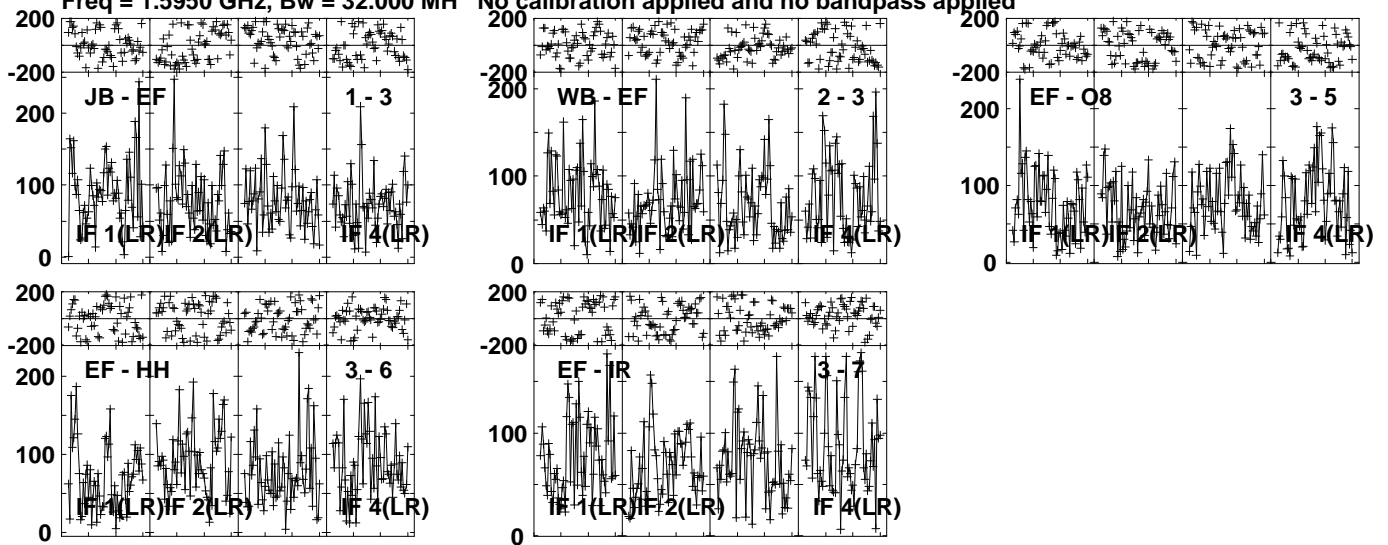 Freq = 1.5950 GHz, Bw = 32.000 MH No calibration applied and no bandpass applied
200 200 200
-200 -200 -200
200 200 200
JB - EF 1 - 3 WB - EF 2 - 3 EF - O8 3 - 5
100 100 100
IF 1(LR) IF 2(LR) IF 4(LR) IF 1(LR) IF 2(LR) IF 4(LR) IF 1(LR) IF 2(LR) IF 4(LR)
0 0 0
200 200
-200 -200
EF - HH 3 - 6 EF - IR 3 - 7
200
100 100
IF 1(LR) IF 2(LR) IF 4(LR) IF 1(LR) IF 2(LR) IF 4(LR)
0 0